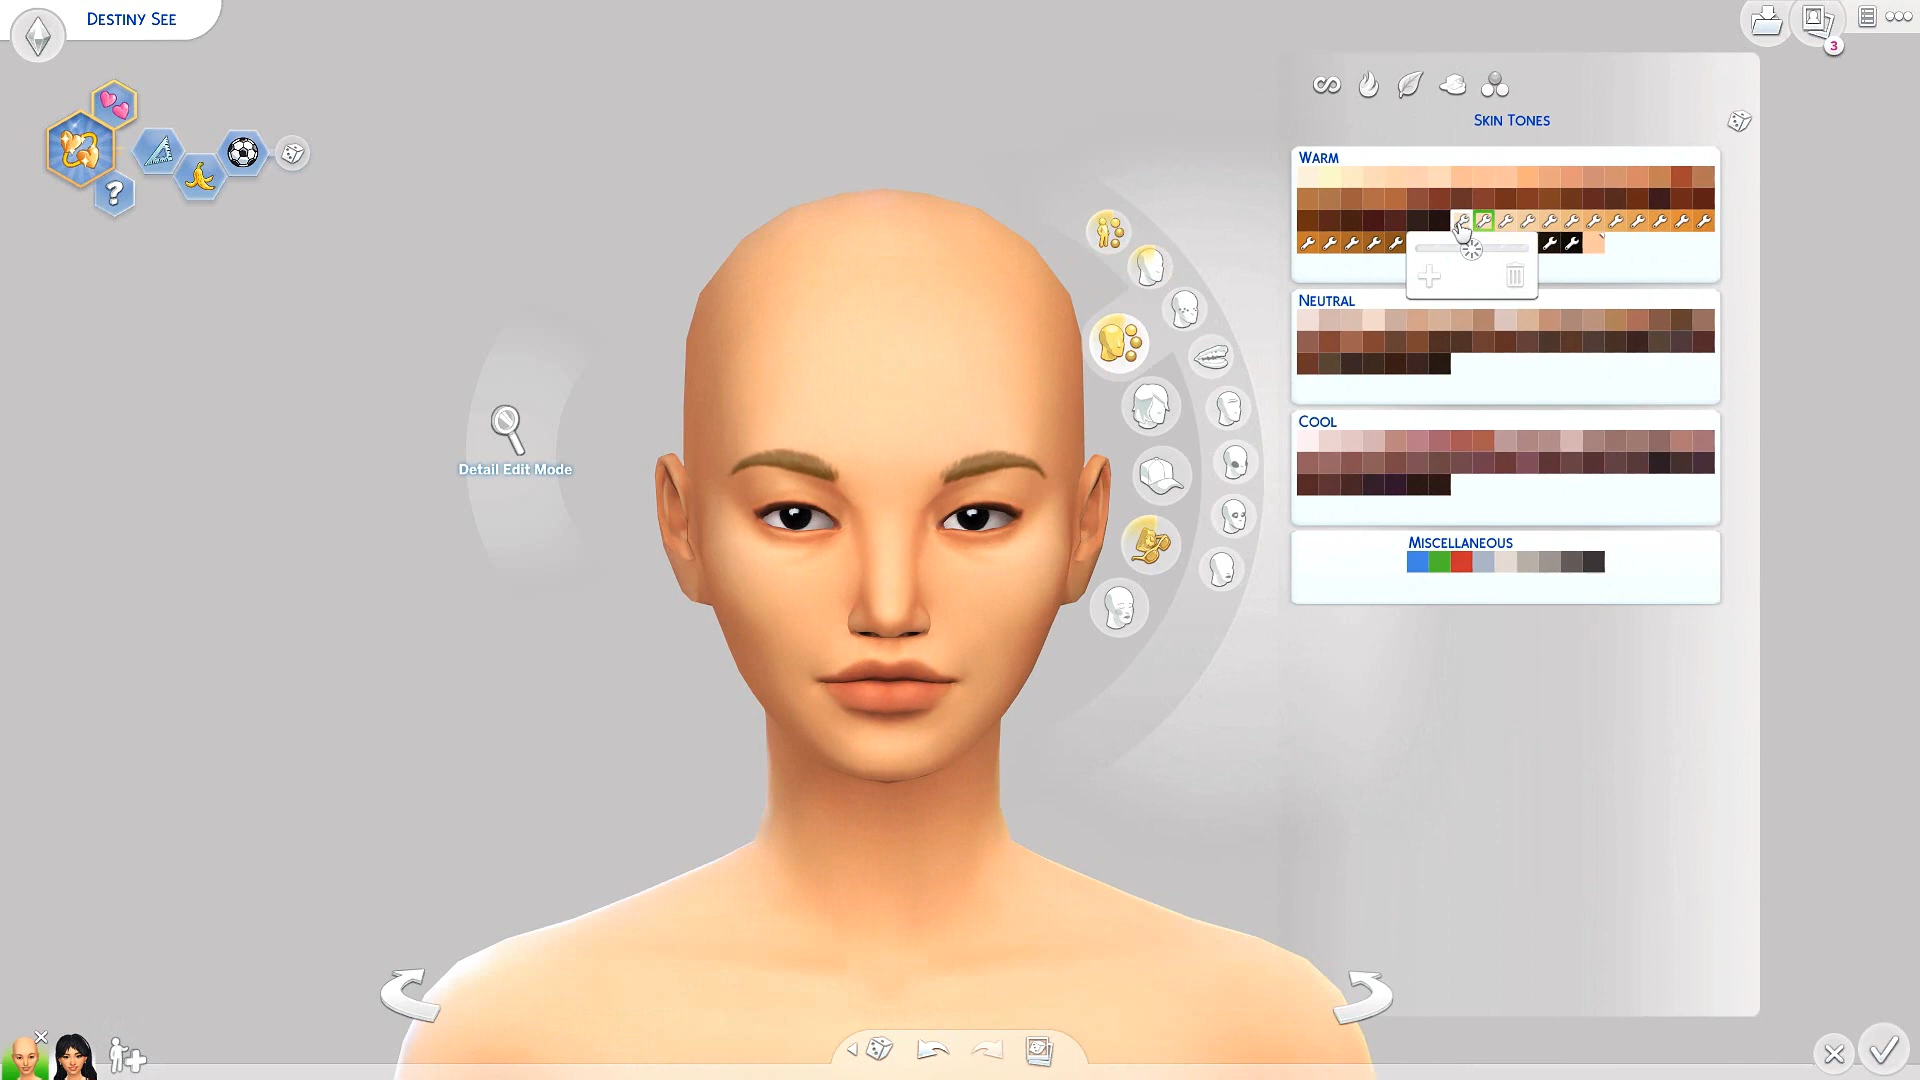 Destiny See
3
Skin Tones
Warm
Neutral
Detail Edit Mode
Cool
Miscellaneous
?